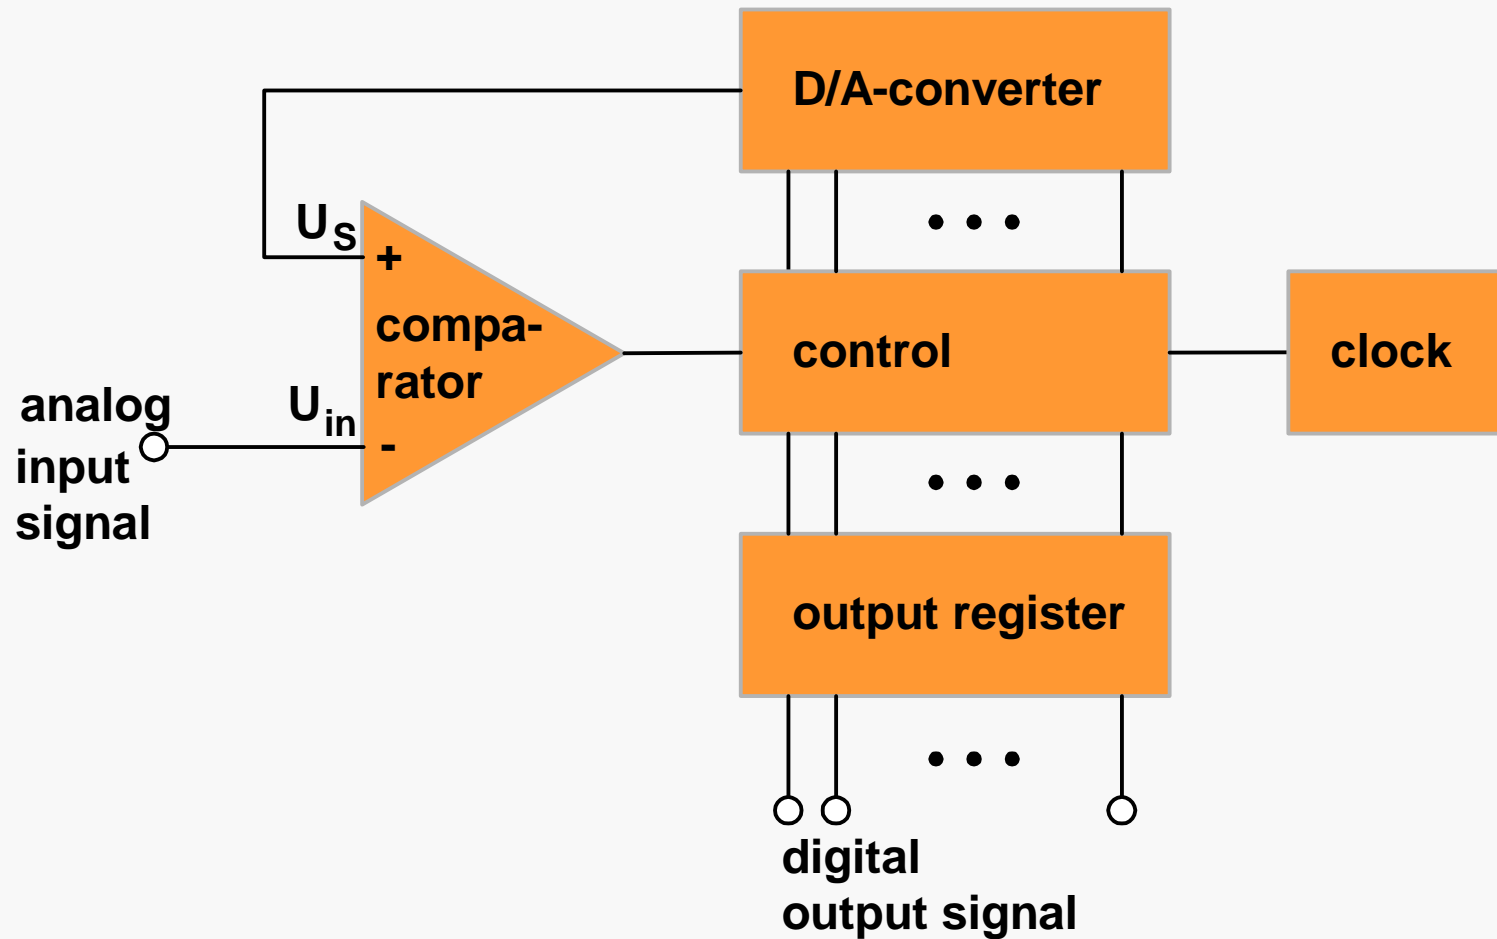 D/A-converter
U_S
+
compa-
rator
control
clock
analog
input
signal
U_in
-
output register
digital
output signal